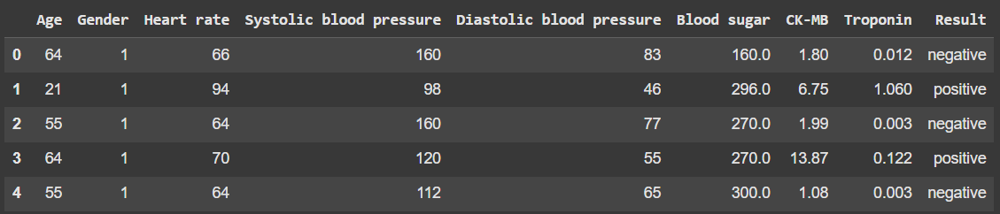 Age Gender Heart rate Systolic blood pressure Diastolic blood pressure Blood sugar CK-MB Troponin Result
0 64 1 66 160 83 160.0 1.80 0.012 negative
1 21 1 94 98 46 296.0 6.75 1.060 positive
2 55 1 64 160 77 270.0 1.99 0.003 negative
3 64 1 70 120 55 270.0 13.87 0.122 positive
4 55 1 64 112 65 300.0 1.08 0.003 negative